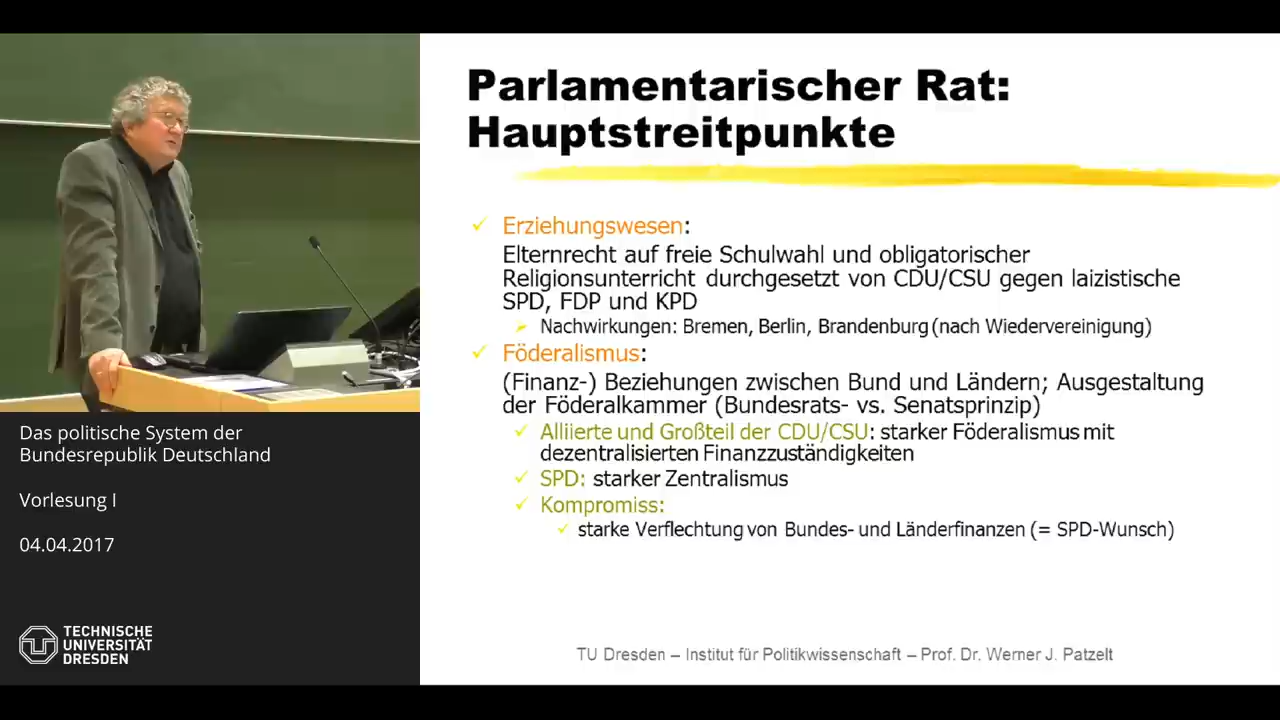 Parlamentarischer Rat:
Hauptstreitpunkte
Erziehungswesen:
Elternrecht auf freie Schulwahl und obligatorischer
Religionsunterricht durchgesetzt von CDU/CSU gegen laizistische
SPD, FDP und KPD
Nachwirkungen: Bremen, Berlin, Brandenburg (nach Wiedervereinigung)
Föderalismus:
(Finanz-) Beziehungen zwischen Bund und Ländern; Ausgestaltung
der Föderalkammer (Bundesrats- vs. Senatsprinzip)
Alliierte und Großteil der CDU/CSU: starker Föderalismus mit
dezentralisierten Finanzzuständigkeiten
SPD: starker Zentralismus
Kompromiss:
starke Verflechtung von Bundes- und Länderfinanzen (= SPD-Wunsch)
TU Dresden – Institut für Politikwissenschaft – Prof. Dr. Werner J. Patzelt
Das politische System der
Bundesrepublik Deutschland
Vorlesung I
04.04.2017
TECHNISCHE
UNIVERSITÄT
DRESDEN